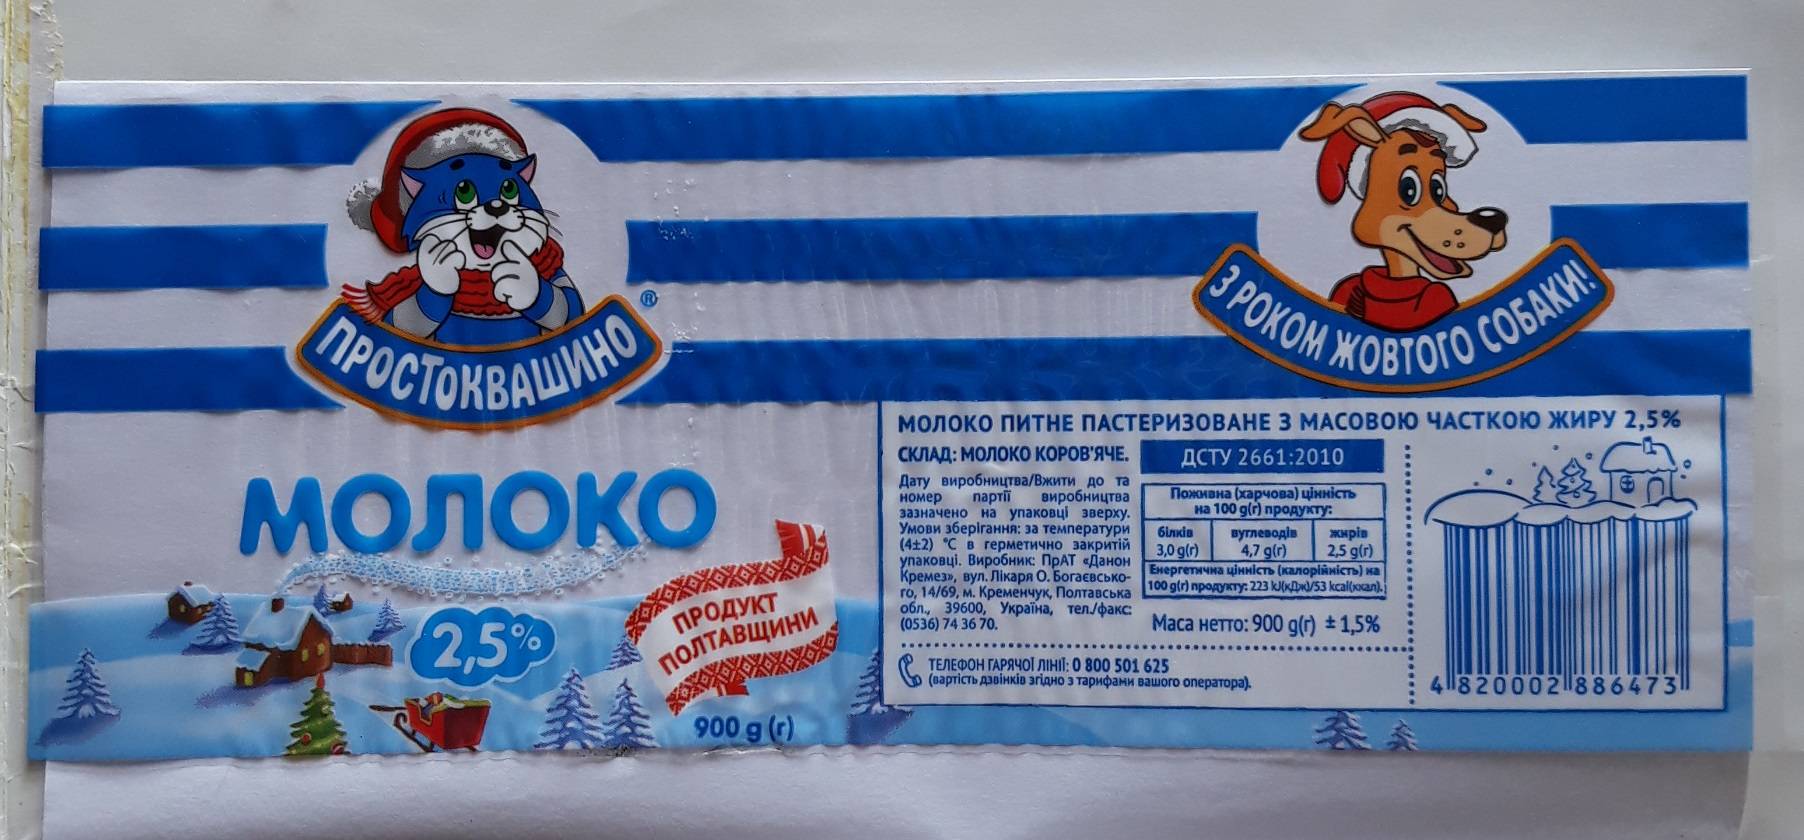 ПРОСТОКВАШИНО ®
МОЛОКО
2,5%
ПРОДУКТ
ПОЛТАВЩИНИ
900 g (г)
З РОКОМ ЖОВТОГО СОБАКИ!
МОЛОКО ПИТНЕ ПАСТЕРИЗОВАНЕ З МАСОВОЮ ЧАСТКОЮ ЖИРУ 2,5%
СКЛАД: МОЛОКО КОРОВ'ЯЧЕ.
Дату виробництва/Вжити до та
номер партії виробництва
зазначено на упаковці зверху.
Умови зберігання: за температури
(4±2) °С в герметично закритій
упаковці. Виробник: ПрАТ «Данон
Кремез», вул. Лікаря О. Богаєвсько-
го, 14/69, м. Кременчук, Полтавська
обл., 39600, Україна, тел./факс:
(0536) 74 36 70.
ДСТУ 2661:2010
Поживна (харчова) цінність
на 100 g(г) продукту:
білків вуглеводів жирів
3,0 g(г) 4,7 g(г) 2,5 g(г)
Енергетична цінність (калорійність) на
100 g(г) продукту: 223 kJ(кДж)/53 kcal(ккал).
Маса нетто: 900 g(г) ±1,5%
ТЕЛЕФОН ГАРЯЧОЇ ЛІНІЇ: 0 800 501 625
(вартість дзвінків згідно з тарифами вашого оператора).
4 820002 886473